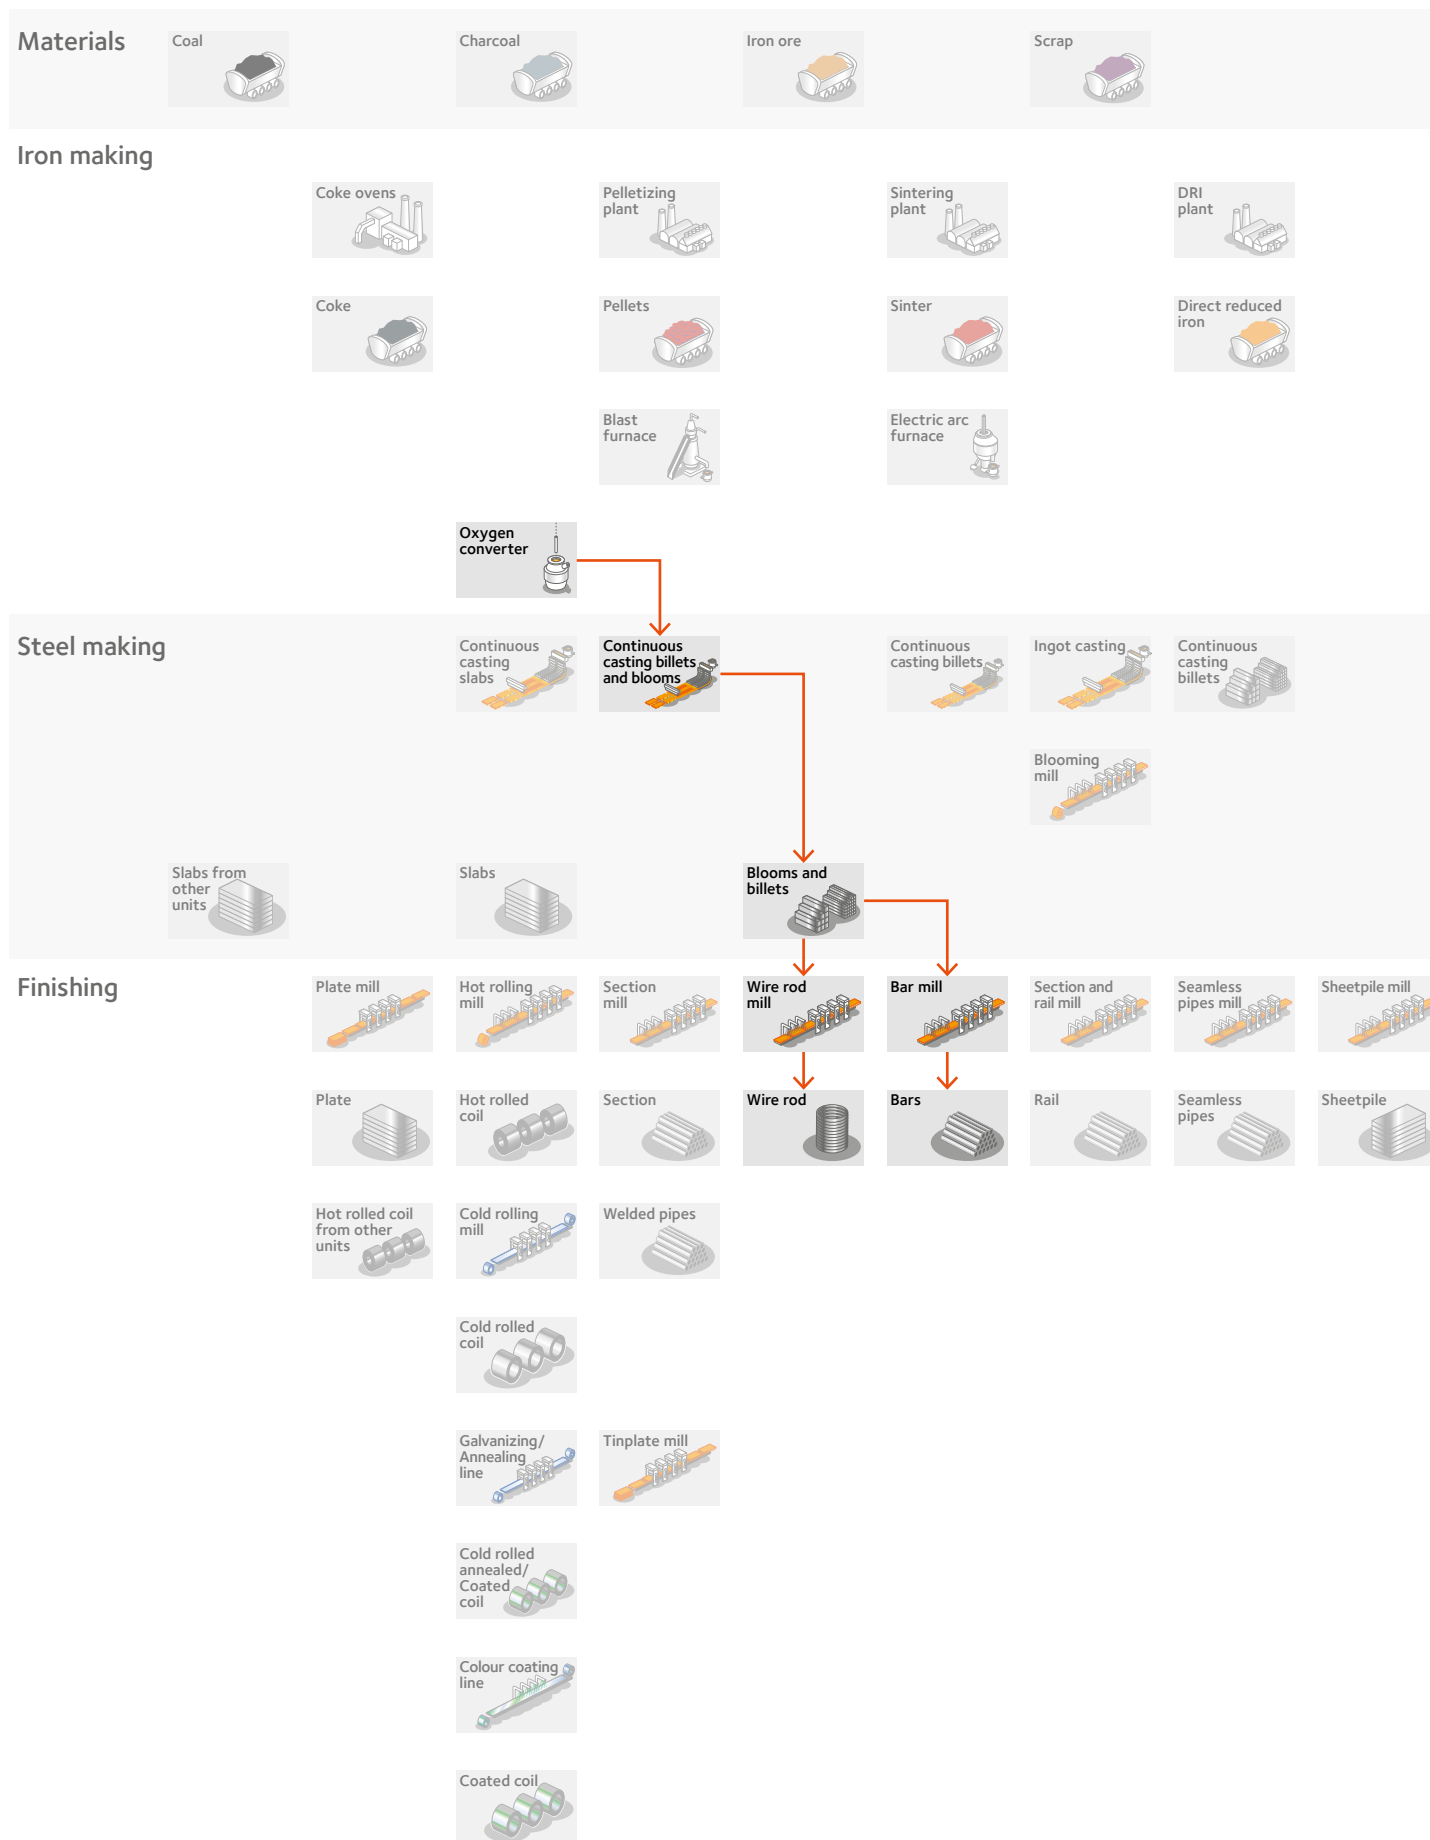 Materials
Coal
Charcoal
Iron ore
Scrap
Iron making
Coke ovens
Pelletizing
plant
Sintering
plant
DRI
plant
Coke
Pellets
Sinter
Direct reduced
iron
Blast
furnace
Electric arc
furnace
Oxygen
converter
Steel making
Continuous
casting
slabs
Continuous
casting billets
and blooms
Continuous
casting billets
Ingot casting
Continuous
casting
billets
Blooming
mill
Slabs from
other
units
Slabs
Blooms and
billets
Finishing
Plate mill
Hot rolling
mill
Section
mill
Wire rod
mill
Bar mill
Section and
rail mill
Seamless
pipes mill
Sheetpile mill
Plate
Hot rolled
coil
Section
Wire rod
Bars
Rail
Seamless
pipes
Sheetpile
Hot rolled coil
from other
units
Cold rolling
mill
Welded pipes
Cold rolled
coil
Galvanizing/
Annealing
line
Tinplate mill
Cold rolled
annealed/
Coated
coil
Colour coating
line
Coated coil